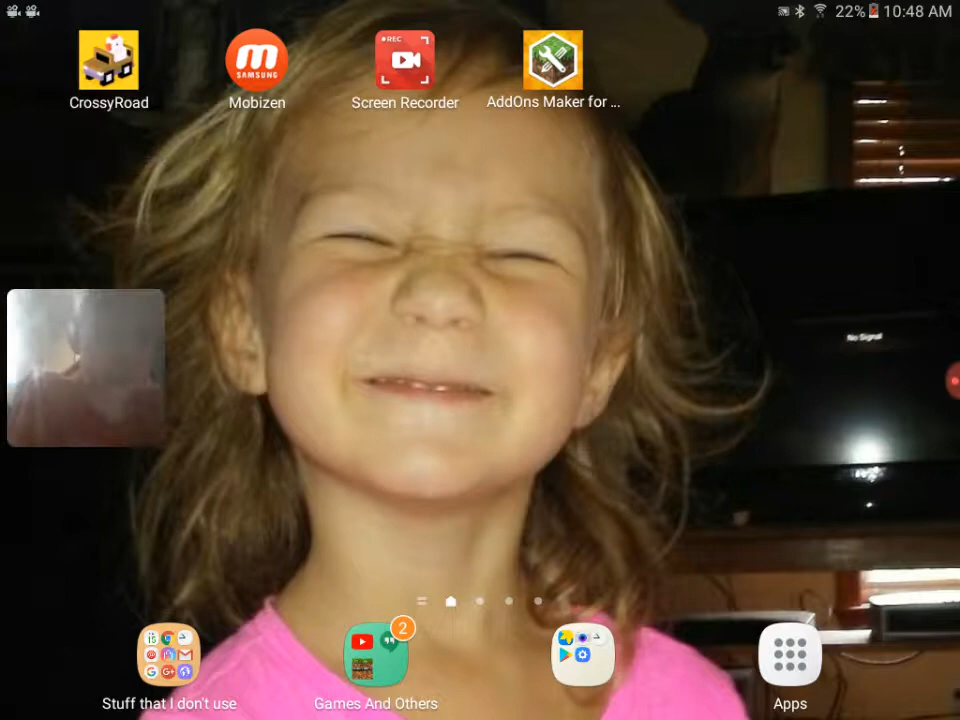 22% 10:48 AM
REC
SAMSUNG
CrossyRoad
Mobizen
Screen Recorder
AddOns Maker for ...
No Signal
2
15
Stuff that I don't use
Games And Others
Apps